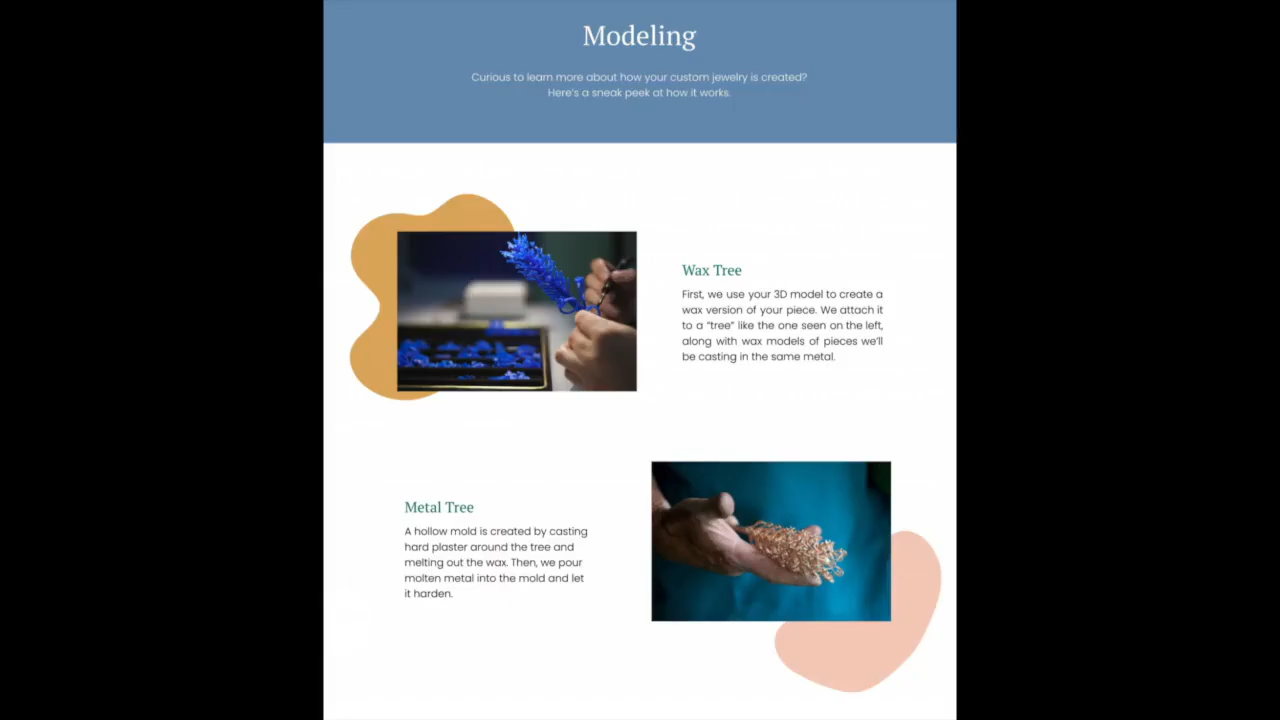 Modeling
Curious to learn more about how your custom jewelry is created?
Here's a sneak peek at how it works.
Wax Tree
First, we use your 3D model to create a
wax version of your piece. We attach it
to a "tree" like the one seen on the left,
along with wax models of pieces we'll
be casting in the same metal.
Metal Tree
A hollow mold is created by casting
hard plaster around the tree and
melting out the wax. Then, we pour
molten metal into the mold and let
it harden.